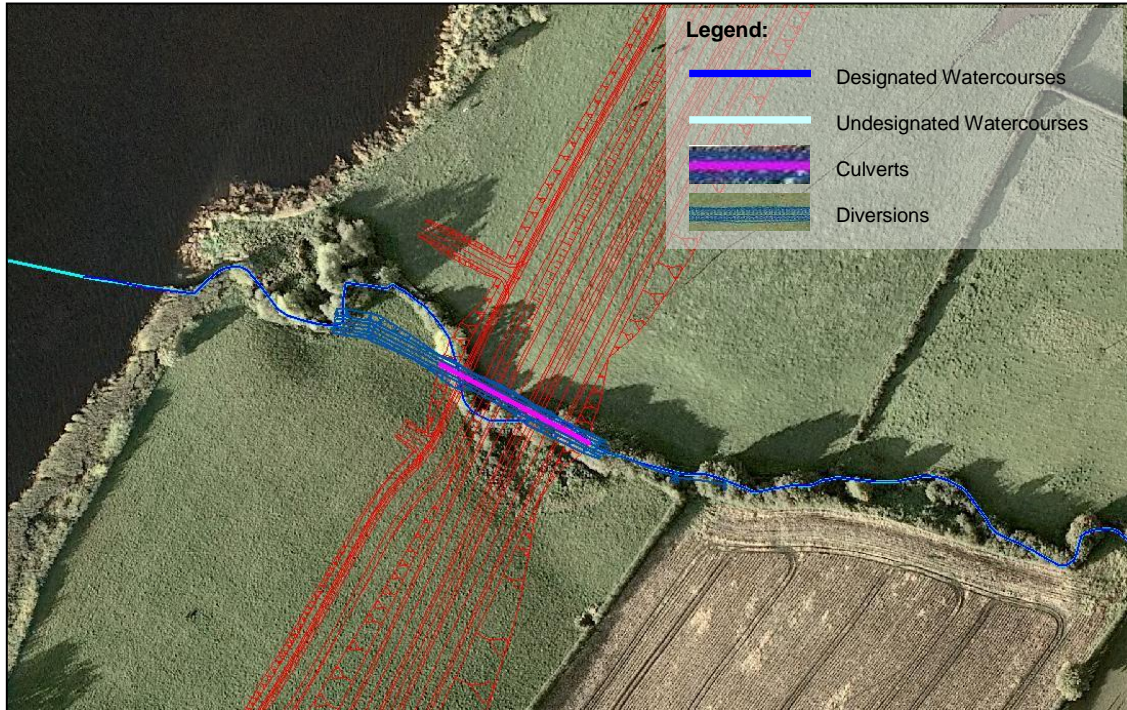 Legend:
Designated Watercourses
Undesignated Watercourses
Culverts
Diversions